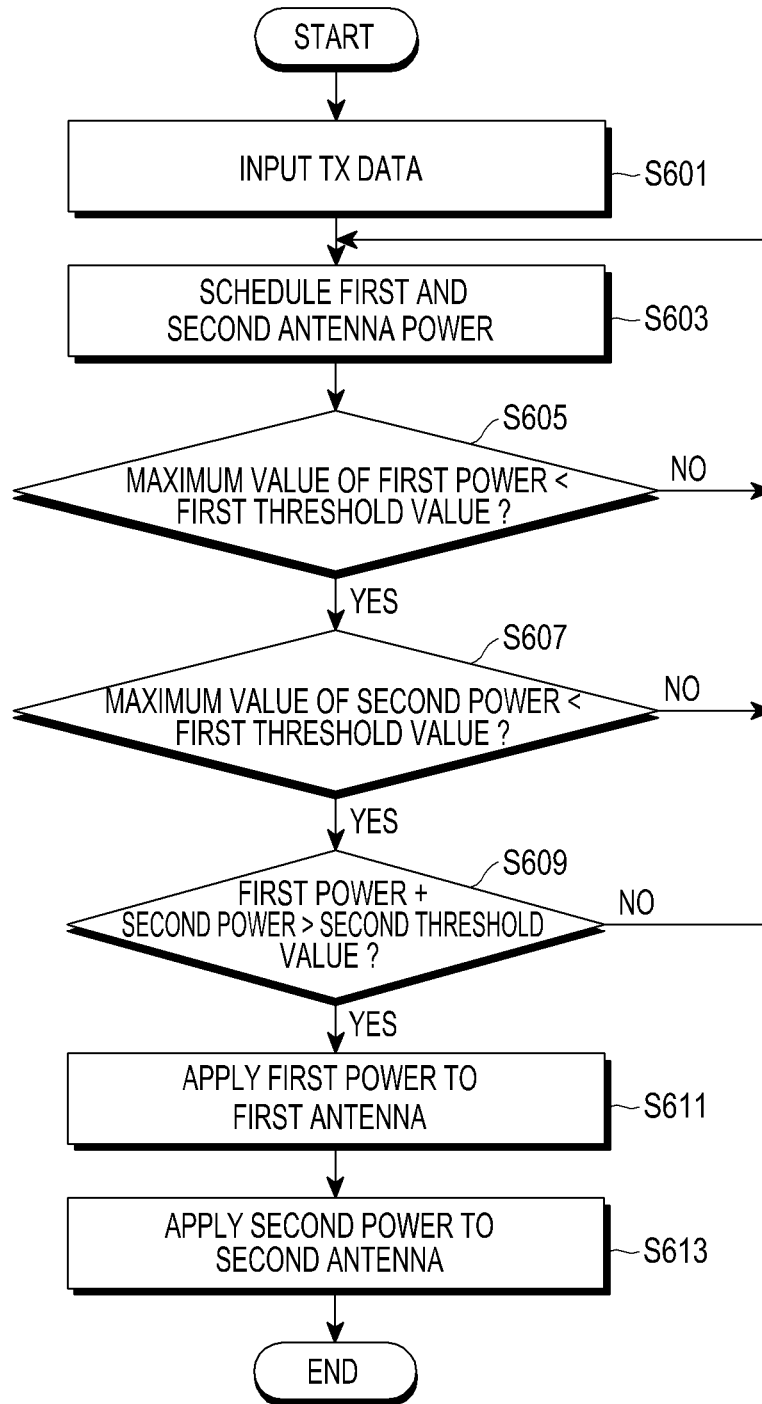 START
INPUT TX DATA
S601
SCHEDULE FIRST AND
SECOND ANTENNA POWER
S603
S605
MAXIMUM VALUE OF FIRST POWER <
FIRST THRESHOLD VALUE ?
NO
YES
S607
MAXIMUM VALUE OF SECOND POWER <
FIRST THRESHOLD VALUE ?
NO
YES
S609
FIRST POWER +
SECOND POWER > SECOND THRESHOLD
VALUE ?
NO
YES
APPLY FIRST POWER TO
FIRST ANTENNA
S611
APPLY SECOND POWER TO
SECOND ANTENNA
S613
END